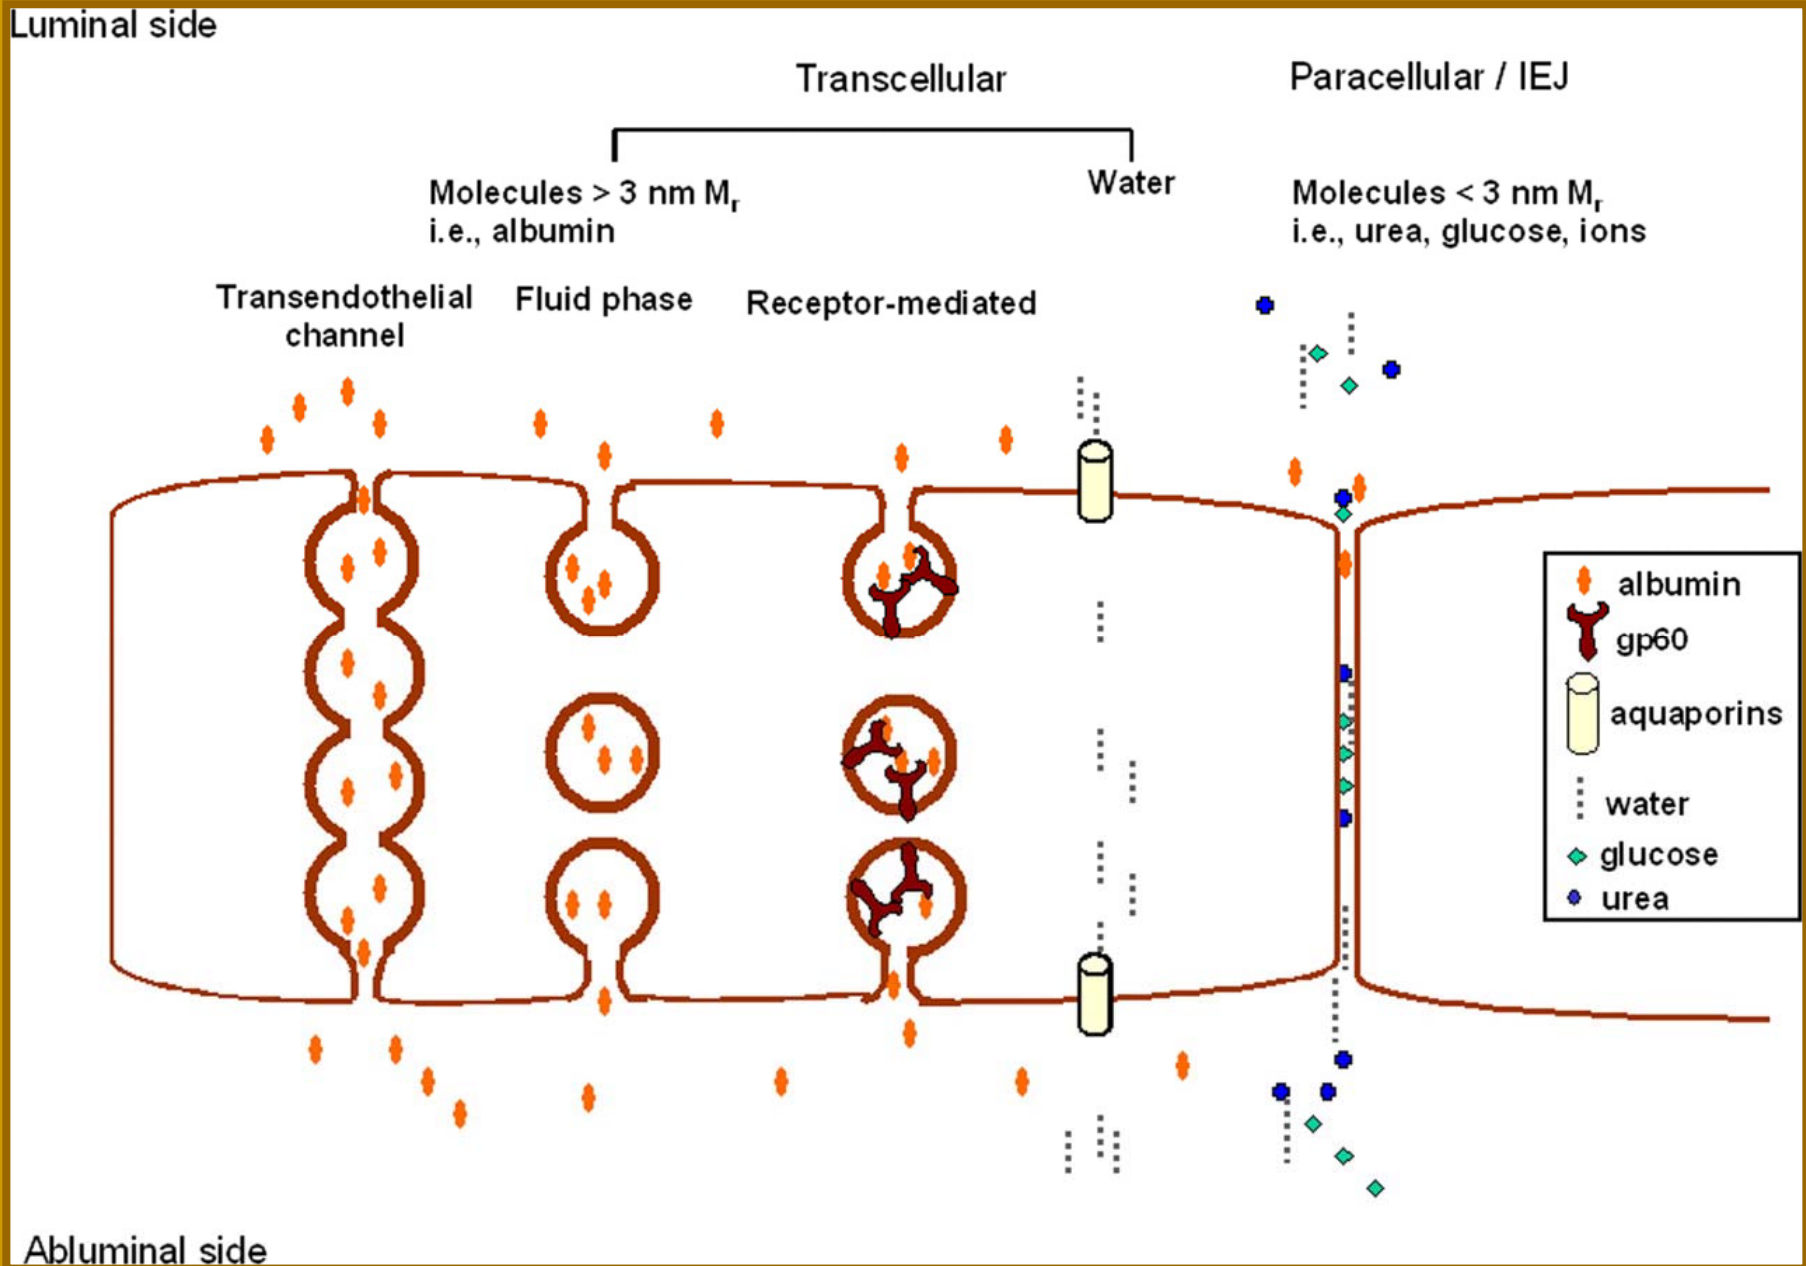 Luminal side
Transcellular
Paracellular / IEJ
Molecules > 3 nm Mr
i.e., albumin
Water
Molecules < 3 nm Mr
i.e., urea, glucose, ions
Transendothelial
channel
Fluid phase
Receptor-mediated
albumin
gp60
aquaporins
water
glucose
urea
Abluminal side